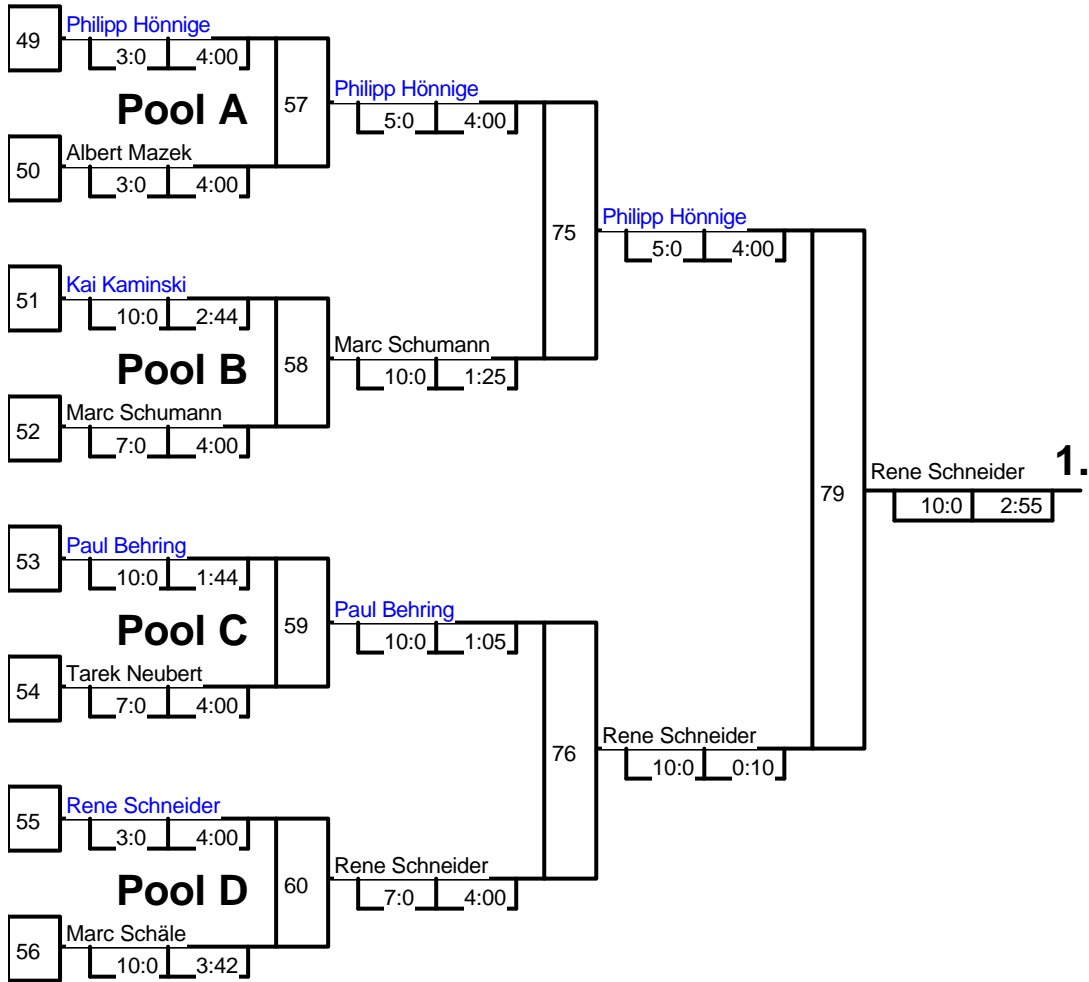 49 Philipp Hönnige
3:0 4:00
Pool A 57 Philipp Hönnige
5:0 4:00
50 Albert Mazek
3:0 4:00
75 Philipp Hönnige
5:0 4:00
51 Kai Kaminski
10:0 2:44
Pool B 58 Marc Schumann
10:0 1:25
52 Marc Schumann
7:0 4:00
79 Rene Schneider 1.
10:0 2:55
53 Paul Behring
10:0 1:44
Pool C 59 Paul Behring
10:0 1:05
54 Tarek Neubert
7:0 4:00
76 Rene Schneider
10:0 0:10
55 Rene Schneider
3:0 4:00
Pool D 60 Rene Schneider
7:0 4:00
56 Marc Schäle
10:0 3:42